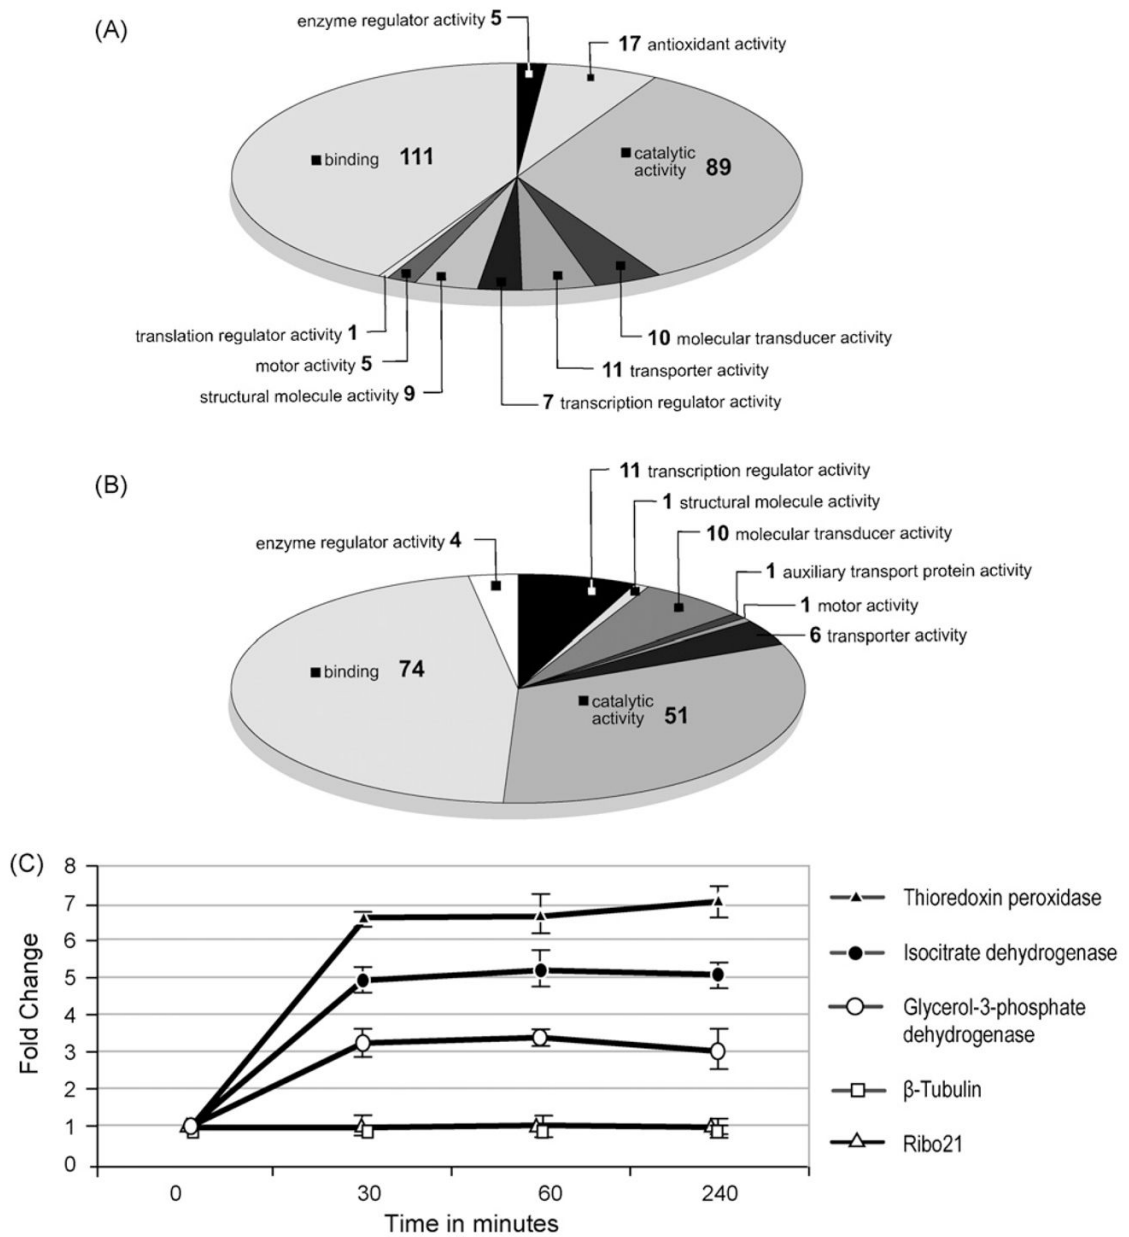 (A)
enzyme regulator activity 5
17 antioxidant activity
binding 111
catalytic
activity 89
translation regulator activity 1
motor activity 5
structural molecule activity 9
10 molecular transducer activity
11 transporter activity
7 transcription regulator activity
(B)
11 transcription regulator activity
1 structural molecule activity
10 molecular transducer activity
enzyme regulator activity 4
1 auxiliary transport protein activity
1 motor activity
6 transporter activity
binding 74
catalytic
activity 51
(C)
8
7
6
5
4
3
2
1
0
Fold Change
0 30 60 240
Time in minutes
Thioredoxin peroxidase
Isocitrate dehydrogenase
Glycerol-3-phosphate
dehydrogenase
β-Tubulin
Ribo21